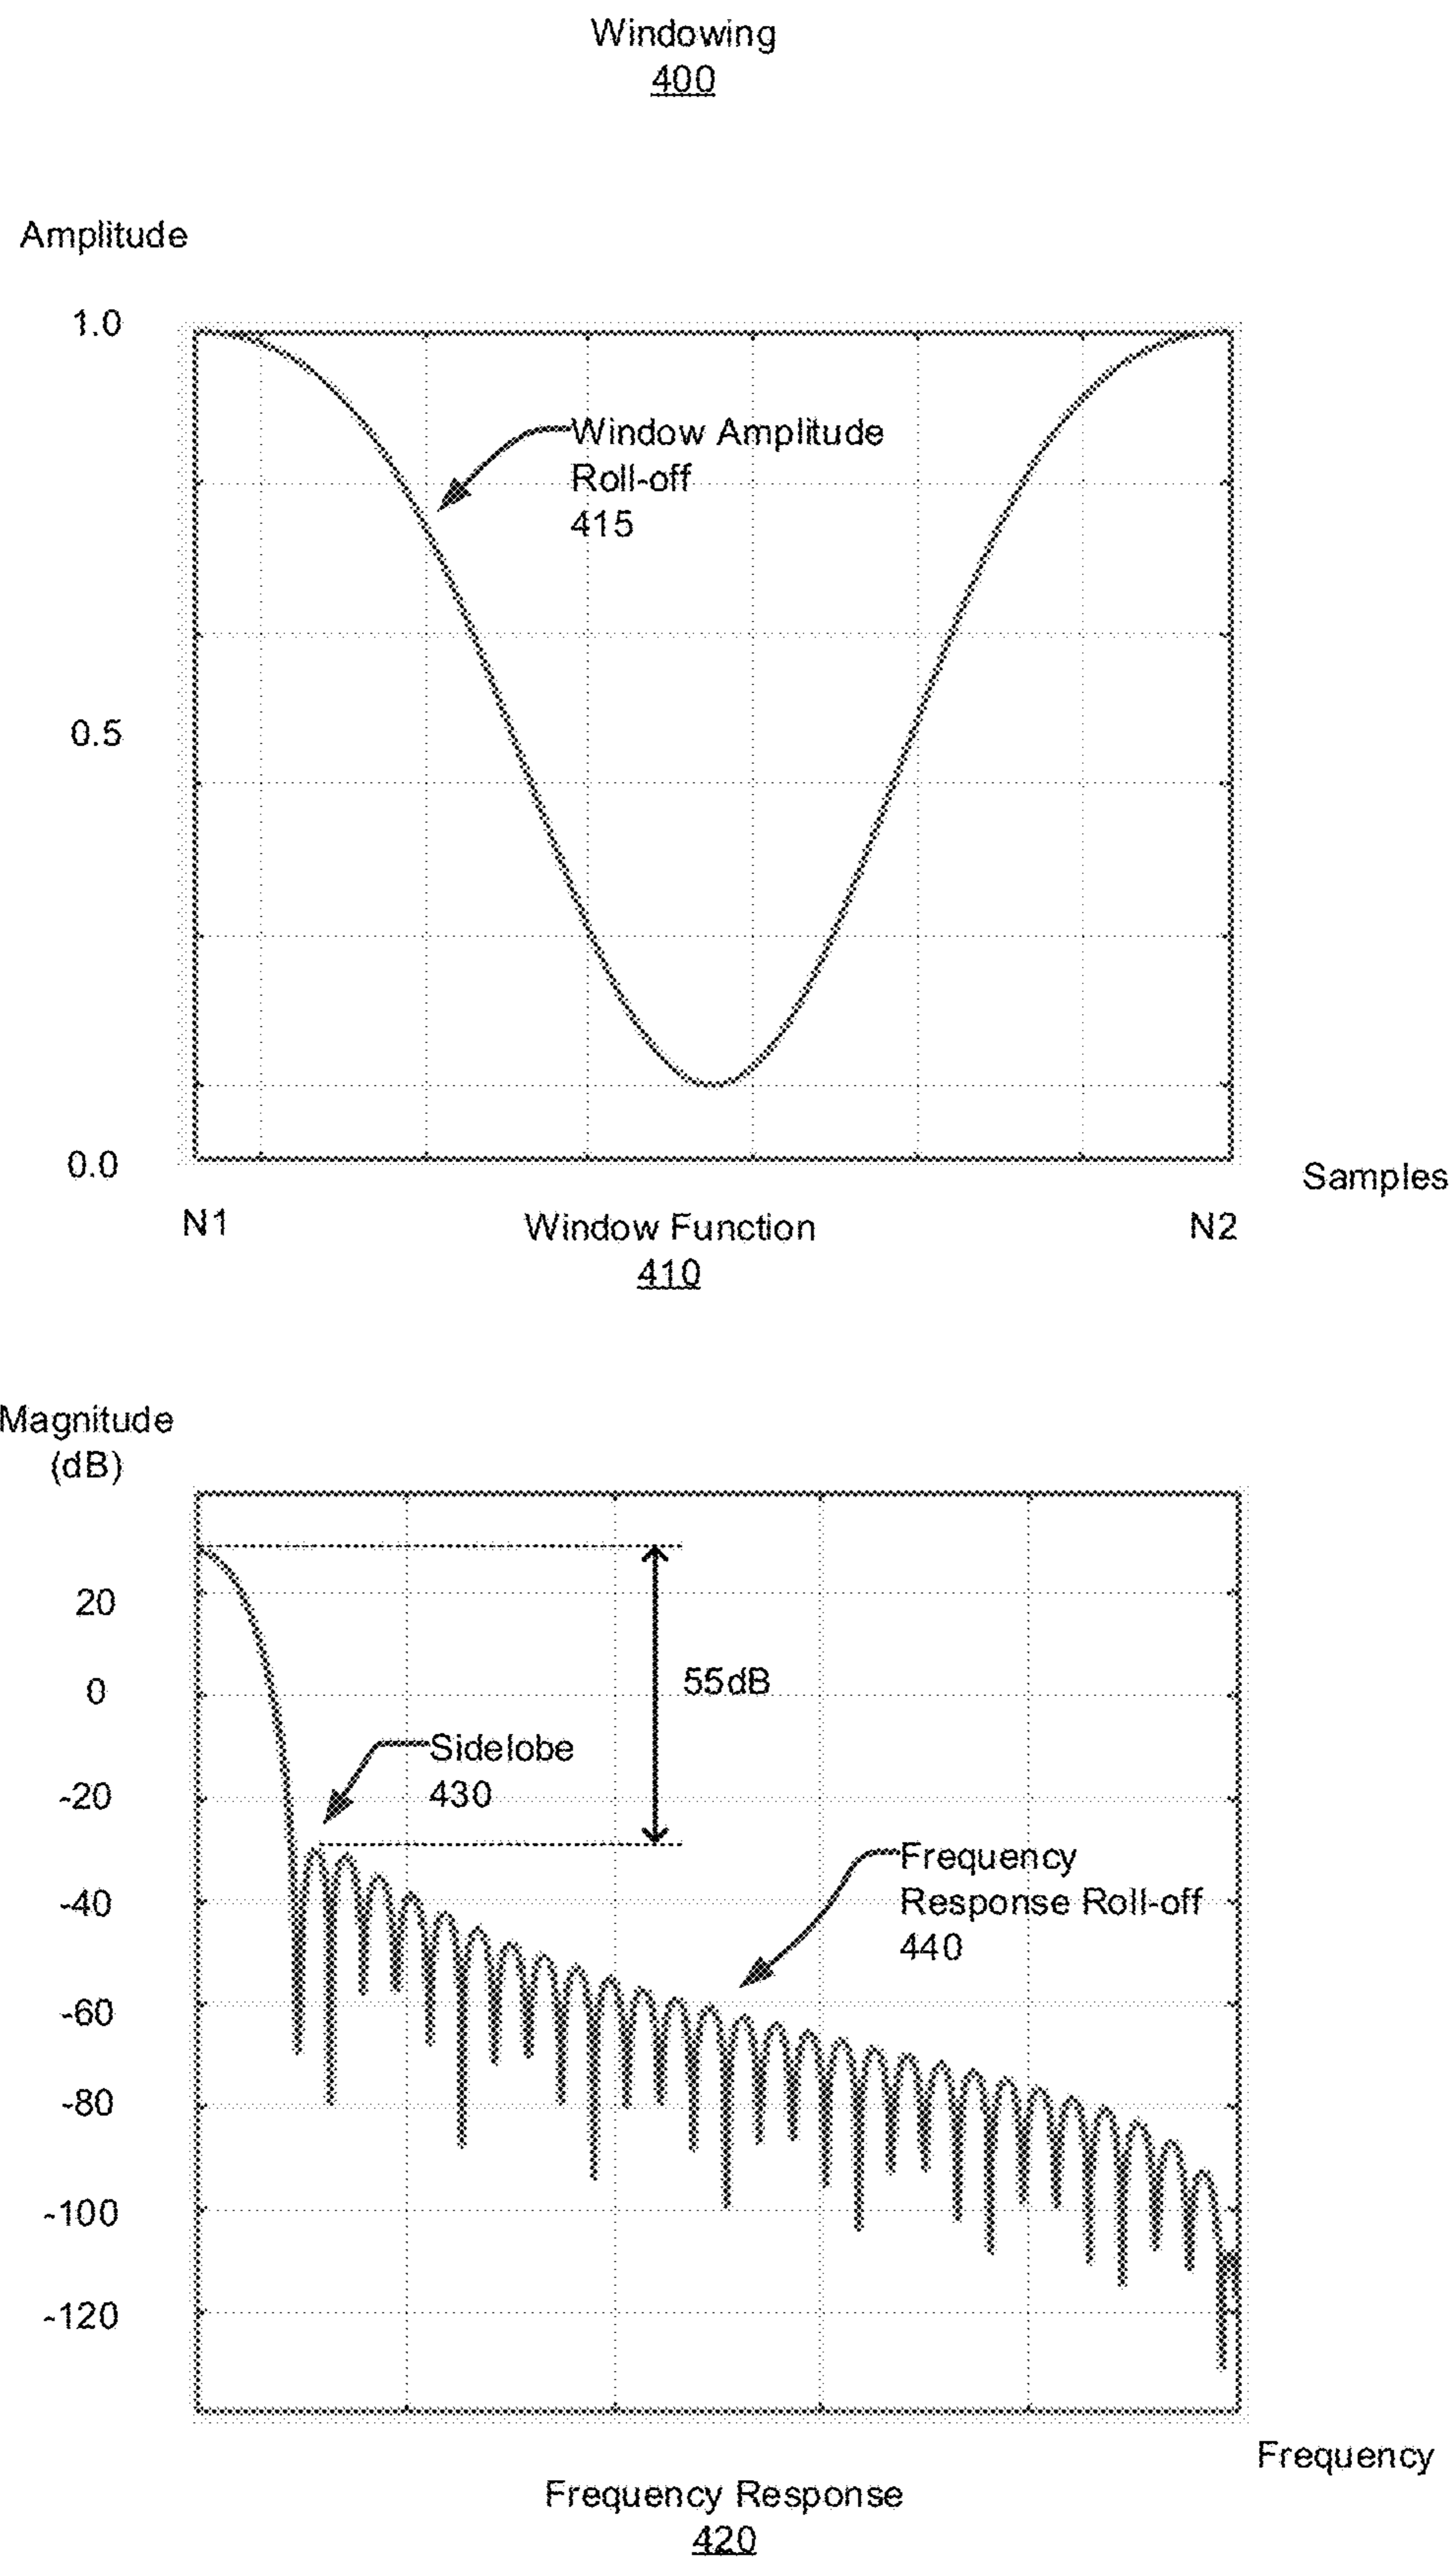 Windowing
400
Amplitude
1.0
Window Amplitude
Roll-off
415
0.5
0.0
Samples
N1
Window Function
N2
410
Magnitude
(dB)
20
0
55dB
Sidelobe
430
-20
Frequency
Response Roll-off
440
-40
-60
-80
-100
-120
Frequency
Frequency Response
420